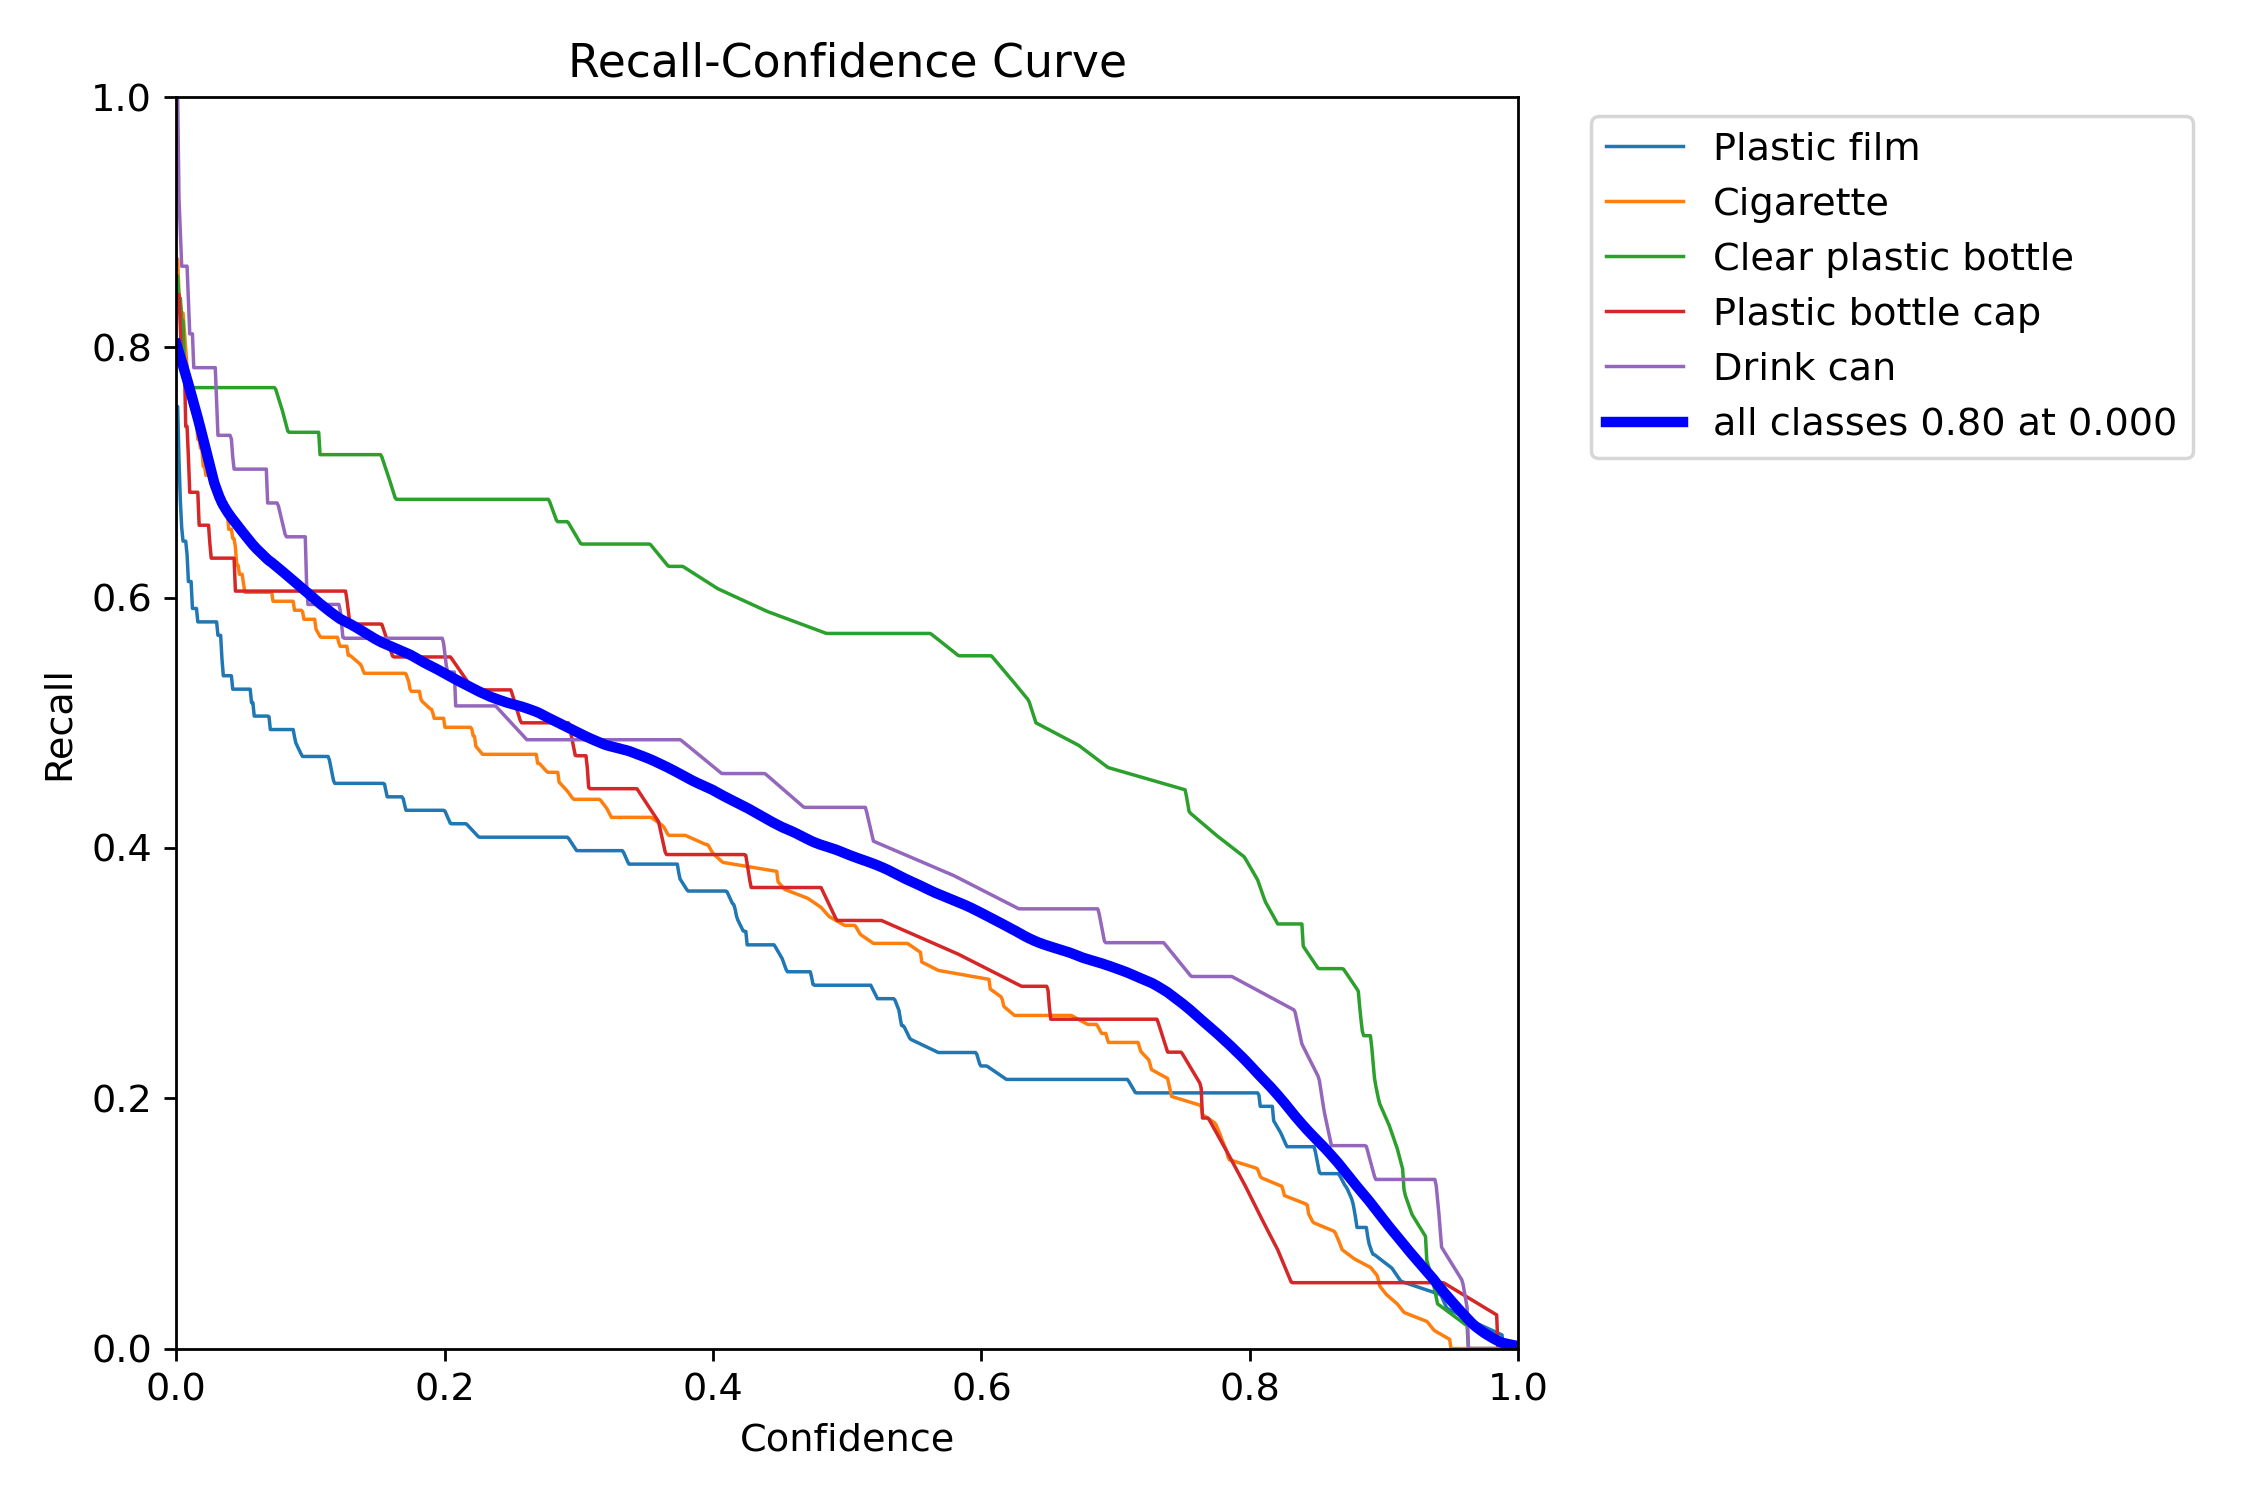 Recall-Confidence Curve
1.0
0.8
0.6
0.4
0.2
0.0
Recall
0.0 0.2 0.4 0.6 0.8 1.0
Confidence
Plastic film
Cigarette
Clear plastic bottle
Plastic bottle cap
Drink can
all classes 0.80 at 0.000